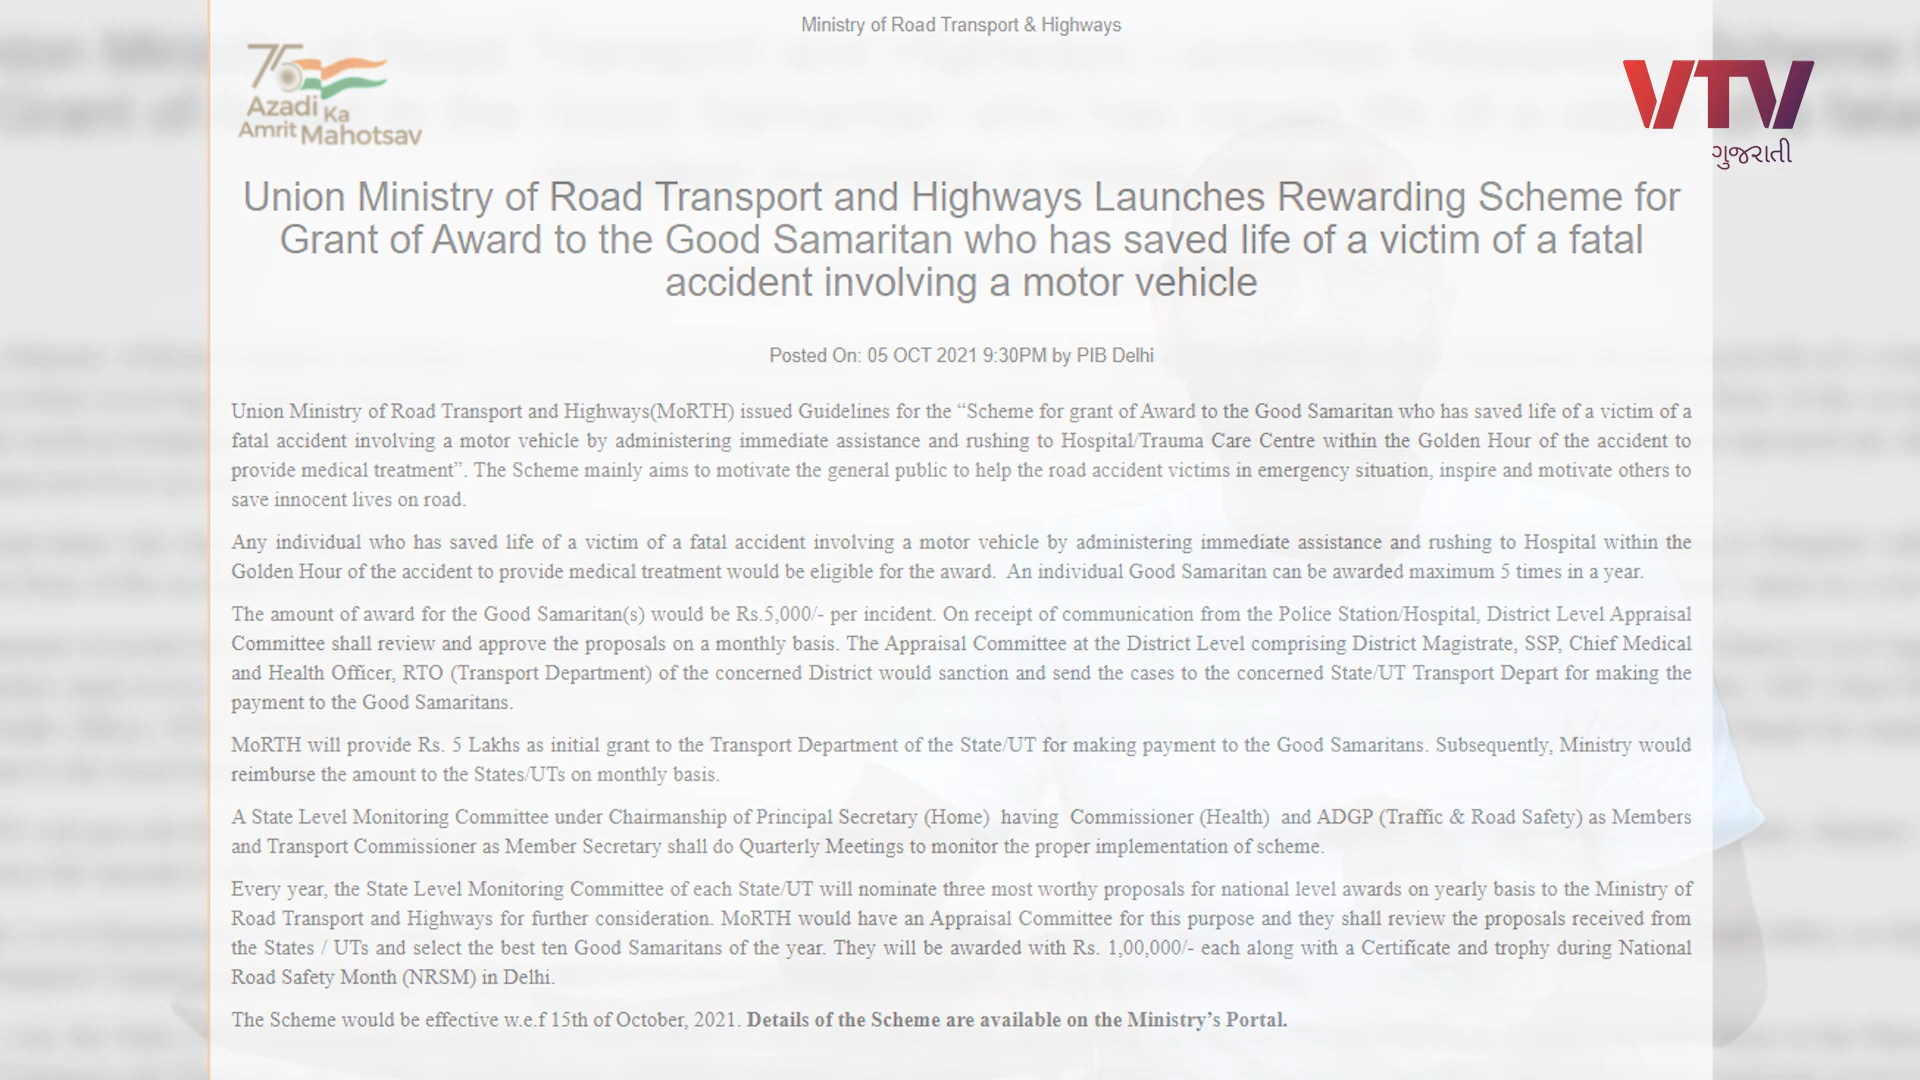 Ministry of Road Transport & Highways
75
Azadi Ka
Amrit Mahotsav
VTV
ગુજરાતી
Union Ministry of Road Transport and Highways Launches Rewarding Scheme for
Grant of Award to the Good Samaritan who has saved life of a victim of a fatal
accident involving a motor vehicle
Posted On: 05 OCT 2021 9:30PM by PIB Delhi
Union Ministry of Road Transport and Highways(MoRTH) issued Guidelines for the “Scheme for grant of Award to the Good Samaritan who has saved life of a victim of a
fatal accident involving a motor vehicle by administering immediate assistance and rushing to Hospital/Trauma Care Centre within the Golden Hour of the accident to
provide medical treatment”. The Scheme mainly aims to motivate the general public to help the road accident victims in emergency situation, inspire and motivate others to
save innocent lives on road.
Any individual who has saved life of a victim of a fatal accident involving a motor vehicle by administering immediate assistance and rushing to Hospital within the
Golden Hour of the accident to provide medical treatment would be eligible for the award.  An individual Good Samaritan can be awarded maximum 5 times in a year.
The amount of award for the Good Samaritan(s) would be Rs.5,000/- per incident. On receipt of communication from the Police Station/Hospital, District Level Appraisal
Committee shall review and approve the proposals on a monthly basis. The Appraisal Committee at the District Level comprising District Magistrate, SSP, Chief Medical
and Health Officer, RTO (Transport Department) of the concerned District would sanction and send the cases to the concerned State/UT Transport Depart for making the
payment to the Good Samaritans.
MoRTH will provide Rs. 5 Lakhs as initial grant to the Transport Department of the State/UT for making payment to the Good Samaritans. Subsequently, Ministry would
reimburse the amount to the States/UTs on monthly basis.
A State Level Monitoring Committee under Chairmanship of Principal Secretary (Home)  having  Commissioner (Health)  and ADGP (Traffic & Road Safety) as Members
and Transport Commissioner as Member Secretary shall do Quarterly Meetings to monitor the proper implementation of scheme.
Every year, the State Level Monitoring Committee of each State/UT will nominate three most worthy proposals for national level awards on yearly basis to the Ministry of
Road Transport and Highways for further consideration. MoRTH would have an Appraisal Committee for this purpose and they shall review the proposals received from
the States / UTs and select the best ten Good Samaritans of the year. They will be awarded with Rs. 1,00,000/- each along with a Certificate and trophy during National
Road Safety Month (NRSM) in Delhi.
The Scheme would be effective w.e.f 15th of October, 2021. Details of the Scheme are available on the Ministry’s Portal.